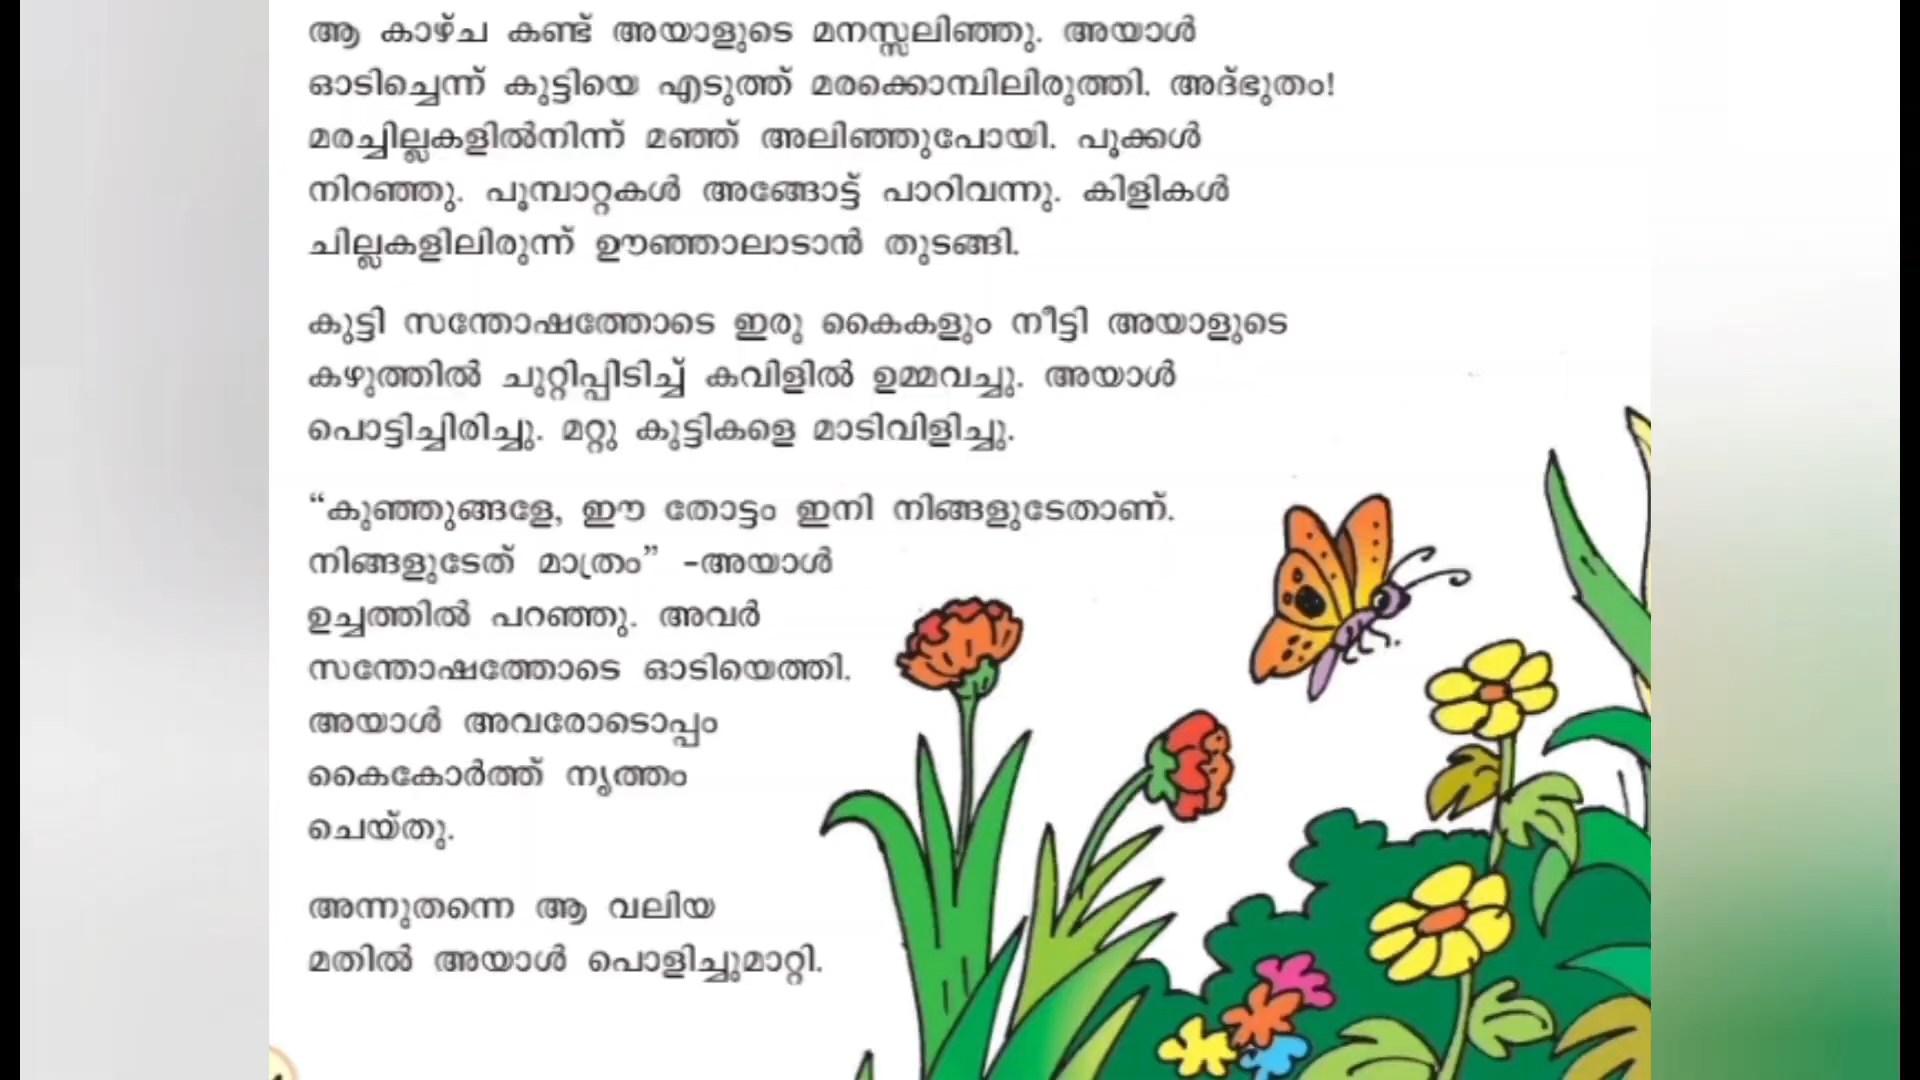 ആ കാഴ്ച കണ്ട് അയാളുടെ മനസ്സലിഞ്ഞു. അയാൾ
ഓടിച്ചെന്ന് കുട്ടിയെ എടുത്ത് മരക്കൊമ്പിലിരുത്തി. അദ്ഭുതം!
മരച്ചില്ലകളിൽനിന്ന് മഞ്ഞ് അലിഞ്ഞുപോയി. പൂക്കൾ
നിറഞ്ഞു. പൂമ്പാറ്റകൾ അങ്ങോട്ട് പാറിവന്നു. കിളികൾ
ചില്ലകളിലിരുന്ന് ഊഞ്ഞാലാടാൻ തുടങ്ങി.
കുട്ടി സന്തോഷത്തോടെ ഇരു കൈകളും നീട്ടി അയാളുടെ
കഴുത്തിൽ ചുറ്റിപ്പിടിച്ച് കവിളിൽ ഉമ്മവച്ചു. അയാൾ
പൊട്ടിച്ചിരിച്ചു. മറ്റു കുട്ടികളെ മാടിവിളിച്ചു.
“കുഞ്ഞുങ്ങളേ, ഈ തോട്ടം ഇനി നിങ്ങളുടേതാണ്.
നിങ്ങളുടേത് മാത്രം” -അയാൾ
ഉച്ചത്തിൽ പറഞ്ഞു. അവർ
സന്തോഷത്തോടെ ഓടിയെത്തി.
അയാൾ അവരോടൊപ്പം
കൈകോർത്ത് നൃത്തം
ചെയ്തു.
അന്നുതന്നെ ആ വലിയ
മതിൽ അയാൾ പൊളിച്ചുമാറ്റി.